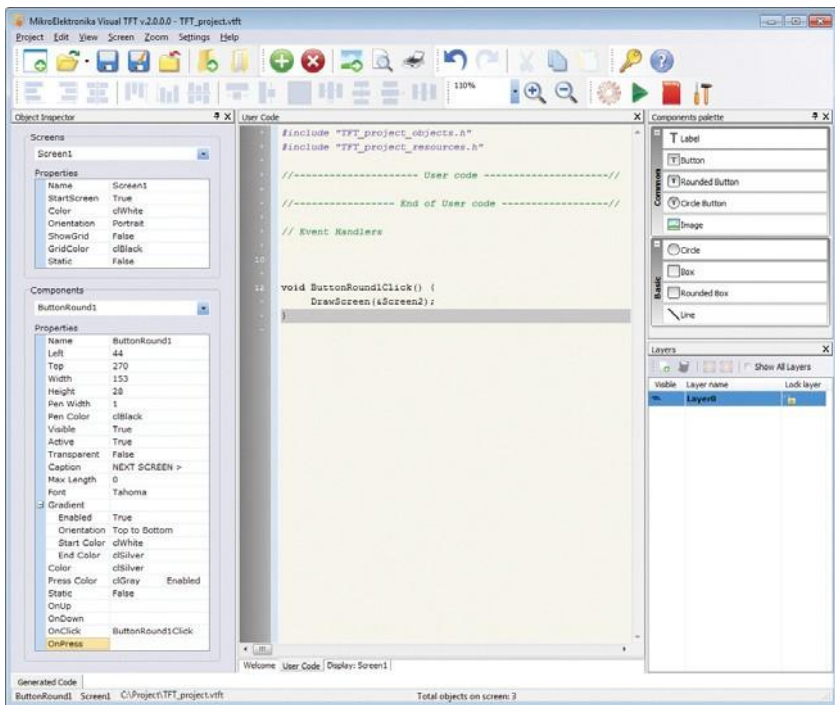 MikroElektronika Visual TFT v.2.0.0.0 - TFT_project.vtft
Project Edit View Screen Zoom Settings Help
110%
Object Inspector
Screens
Screen1
Properties
Name Screen1
StartScreen True
Color clWhite
Orientation Portrait
ShowGrid False
GridColor clBlack
Static False
Components
ButtonRound1
Properties
Name ButtonRound1
Left 44
Top 270
Width 153
Height 28
Pen Width 1
Pen Color clBlack
Visible True
Active True
Transparent False
Caption NEXT SCREEN >
Max Length 0
Font Tahoma
Gradient
Enabled True
Orientation Top to Bottom
Start Color clWhite
End Color clSilver
Color clSilver
Press Color clGray Enabled
Static False
OnUp
OnDown
OnClick ButtonRound1Click
OnPress
User Code
#include "TFT_project_objects.h"
#include "TFT_project_resources.h"
//--------------------- User code ---------------------//
//----------------- End of User code ------------------//
// Event Handlers
10
12 void ButtonRound1Click() {
DrawScreen(&Screen2);
}
Welcome User Code Display: Screen1
Components palette
Common
Label
Button
Rounded Button
Circle Button
Image
Basic
Circle
Box
Rounded Box
Line
Layers
Show All Layers
Visible Layer name Lock layer
Layer0
Generated Code
ButtonRound1 Screen1 C:\Project\TFT_project.vtft Total objects on screen: 3